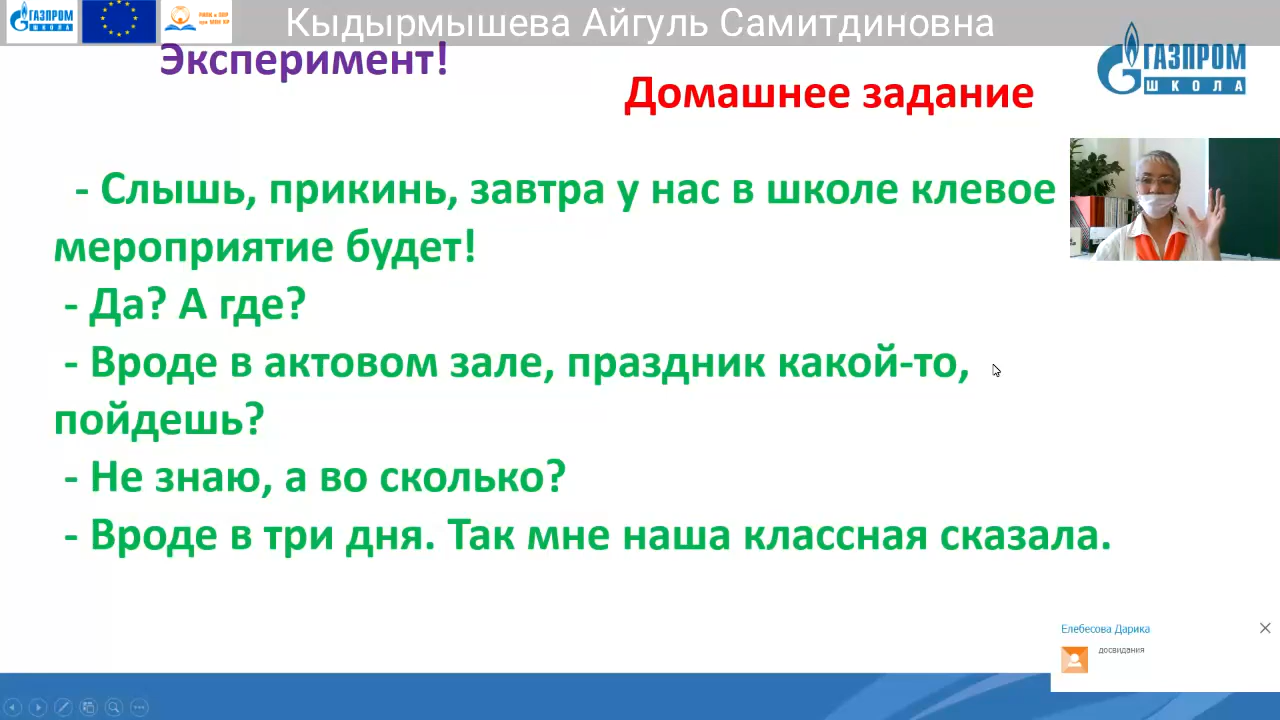 ГАЗПРОМ
ШКОЛА
Кыдырмышева Айгуль Самитдиновна
Эксперимент!
Домашнее задание
ГАЗПРОМ
ШКОЛА
- Слышь, прикинь, завтра у нас в школе клевое
мероприятие будет!
- Да? А где?
- Вроде в актовом зале, праздник какой-то,
пойдешь?
- Не знаю, а во сколько?
- Вроде в три дня. Так мне наша классная сказала.
Елебесова Дарика
досвидания